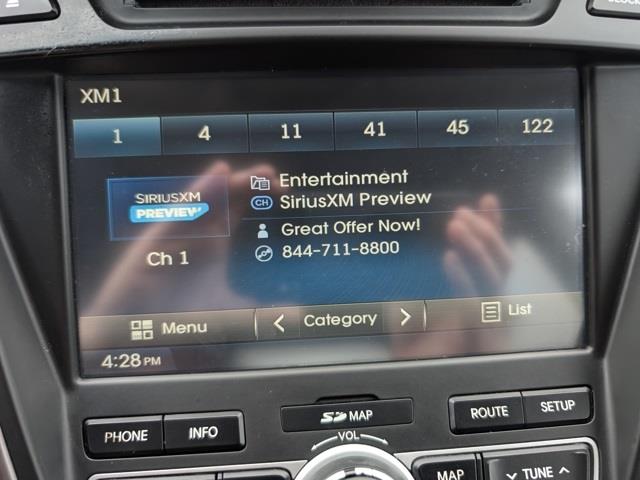 XM1
1 4 11 41 45 122
SIRIUSXM
PREVIEW
Ch 1
Entertainment
CH SiriusXM Preview
Great Offer Now!
844-711-8800
Menu < Category > List
4:28 PM
SD MAP
PHONE INFO
ROUTE SETUP
VOL
MAP
TUNE